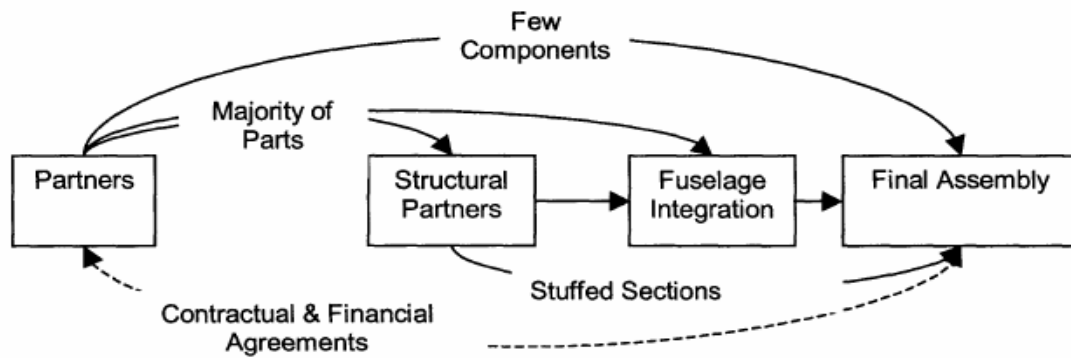 Few
Components
Majority of
Parts
Partners
Structural
Partners
Fuselage
Integration
Final Assembly
Stuffed Sections
Contractual & Financial
Agreements